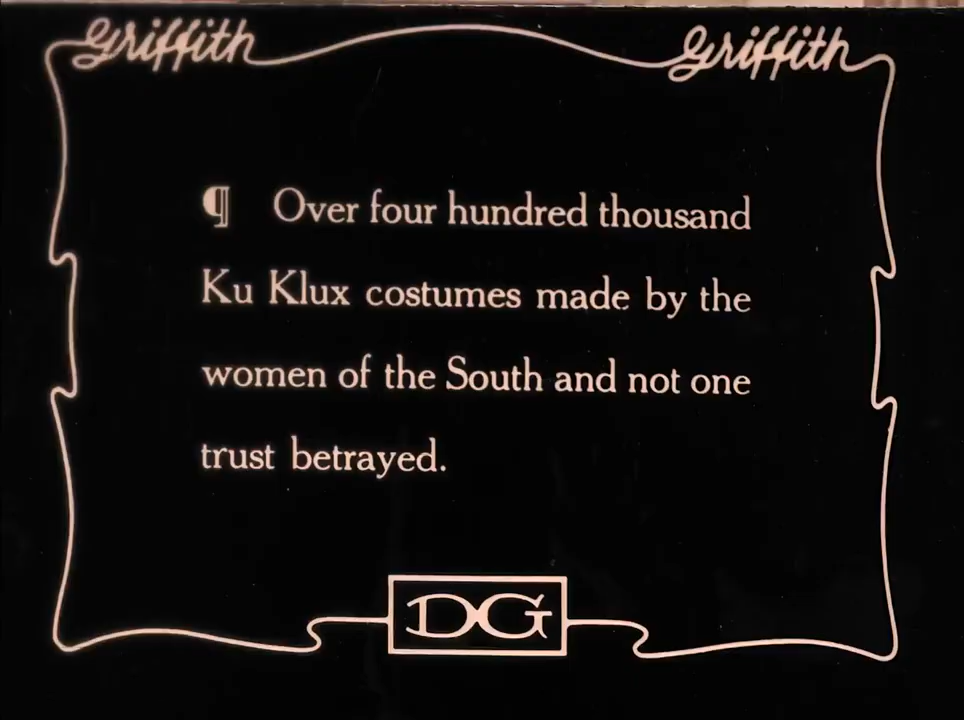 Griffith Griffith
¶ Over four hundred thousand
Ku Klux costumes made by the
women of the South and not one
trust betrayed.
DG